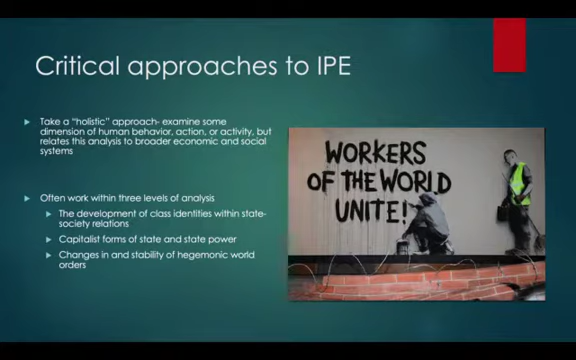 Critical approaches to IPE
Take a “holistic” approach- examine some
dimension of human behavior, action, or activity, but
relates this analysis to broader economic and social
systems
Often work within three levels of analysis
The development of class identities within state-
society relations
Capitalist forms of state and state power
Changes in and stability of hegemonic world
orders
WORKERS
OF THE WORLD
UNITE!